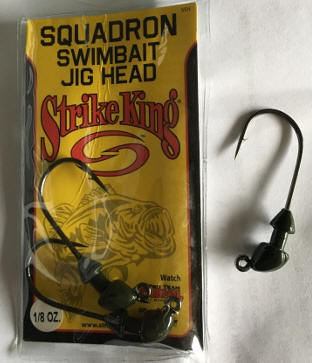 SQUADRON
SWIMBAIT
JIG HEAD
Strike King
Watch
1/8 OZ.